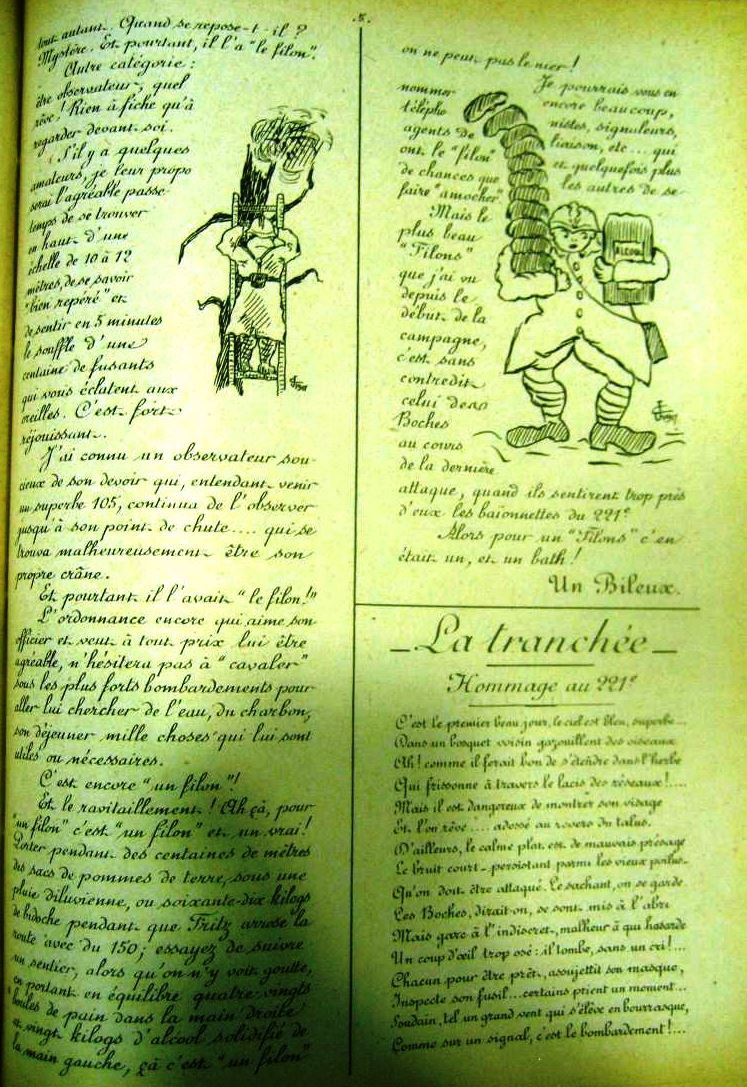 .5.
tout autant. Quand se repose-t-il ?
Mystère. Et pourtant, il l'a "le filon".
Autre catégorie :
être observateur, quel
rêve ! Rien à fiche qu'à
regarder devant soi.
S'il y a quelques
amateurs, je leur propo
serai l'agréable passe-
temps de se trouver
en haut d'une
échelle de 10 à 12
mètres, de se savoir
"bien repéré" et
de sentir en 5 minutes
le souffle d'une
centaine de fusants
qui vous éclatent aux
oreilles. C'est fort
réjouissant.
J'ai connu un observateur sou-
cieux de son devoir qui, entendant venir
un superbe 105, continua de l'observer
jusqu'à son point de chute.... qui se
trouva malheureusement être son
propre crâne.
Et pourtant il l'avait "le filon!"
L'ordonnance encore qui aime son
officier et veut à tout prix lui être
agréable, n'hésitera pas à "cavaler"
sous les plus forts bombardements pour
aller lui chercher de l'eau, du charbon,
son déjeuner mille choses qui lui sont
utiles ou nécessaires.
C'est encore "un filon"!
Et le ravitaillement ! Ah çà, pour
"un filon" c'est "un filon" et un vrai!
Porter pendant des centaines de mètres
des sacs de pommes de terre, sous une
pluie diluvienne, ou soixante-dix kilogs
de bidoche pendant que Fritz arrose la
route avec du 150 ; essayez de suivre
un sentier, alors qu'on n'y voit goutte,
en portant en équilibre quatre vingts
boules de pain dans la main droite
et vingt kilogs d'alcool solidifié de
la main gauche, çà c'est "un filon"
on ne peut pas le nier !
Je pourrais vous en
nommer encore beaucoup,
télépho nistes, signaleurs,
agents de liaison, etc... qui
ont le "filon" et quelquefois plus
de chances que les autres de se
faire "amocher"
Mais le
plus beau
"Filons"
que j'ai vu
depuis le
début de la
campagne,
c'est sans
contredit
celui des
Boches
au cours
de la dernière
attaque, quand ils sentirent trop près
d'eux les baïonnettes du 221e
Alors pour un "Filons" c'en
était un, et un bath !
Un Bileux.
ALCOOL
La tranchée
Hommage au 221e
C'est le premier beau jour, le ciel est bleu, superbe...
Dans un bosquet voisin gazouillent des oiseaux
Ah ! comme il ferait bon de s'étendre dans l'herbe
Qui frissonne à travers le lacis des réseaux !....
Mais il est dangereux de montrer son visage
Et l'on rêve .... adossé au revers du talus.
D'ailleurs, le calme plat est de mauvais présage
Le bruit court - persistant parmi les vieux poilus -
Qu'on doit être attaqué. Le sachant, on se garde
Les Boches, dirait-on, se sont mis à l'abri
Mais gare à l'indiscret, malheur à qui hasarde
Un coup d'œil trop osé : il tombe, sans un cri !...
Chacun pour être prêt, assujettit son masque,
Inspecte son fusil... certains prient un moment...
Soudain, tel un grand vent qui s'élève en bourrasque,
Comme sur un signal, c'est le bombardement !...